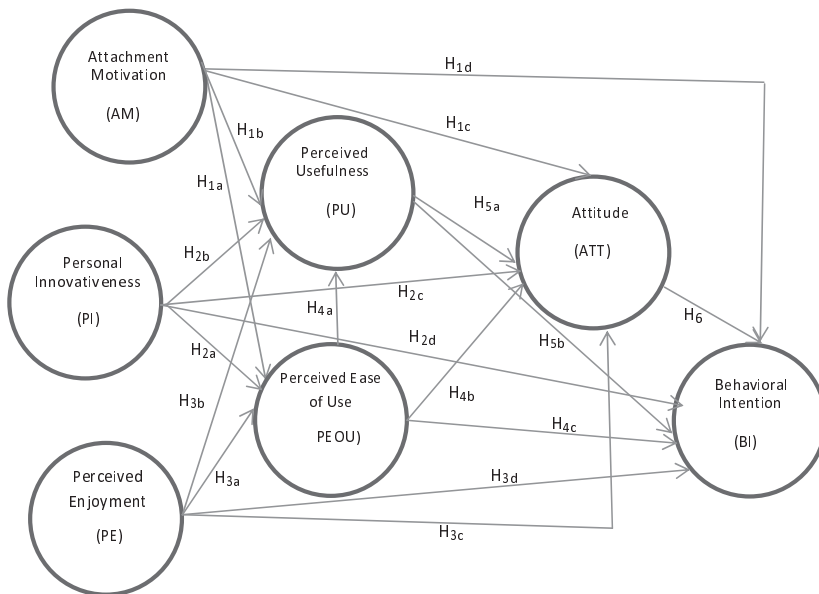 Attachment
Motivation
(AM)
H1d
H1c
H1b
H1a
Perceived
Usefulness
(PU)
H5a
Attitude
(ATT)
Personal
Innovativeness
(PI)
H2b
H2c
H4a
H2d
H2a
H5b
H6
Perceived Ease
of Use
PEOU)
H3b
H4b
H4c
Behavioral
Intention
(BI)
Perceived
Enjoyment
(PE)
H3a
H3d
H3c